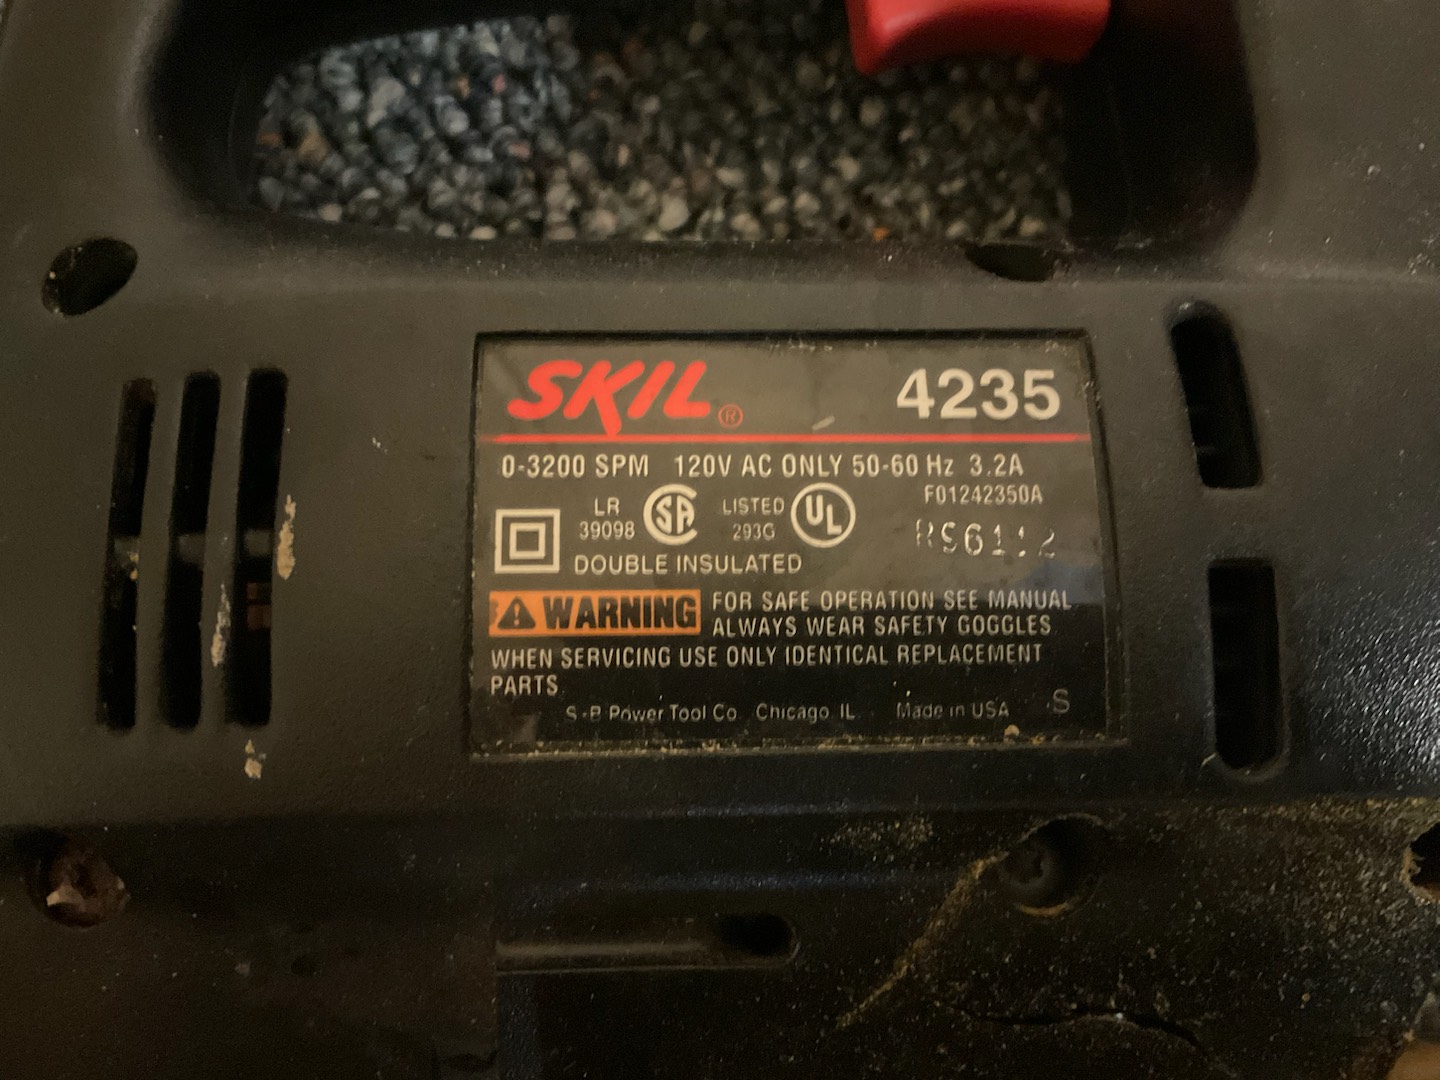 SKIL® 4235
0-3200 SPM 120V AC ONLY 50-60 Hz 3.2A
F01242350A
LR 39098 SA LISTED 293G UL
DOUBLE INSULATED
WARNING FOR SAFE OPERATION SEE MANUAL
ALWAYS WEAR SAFETY GOGGLES
WHEN SERVICING USE ONLY IDENTICAL REPLACEMENT
PARTS
S-B Power Tool Co Chicago IL Made in USA S